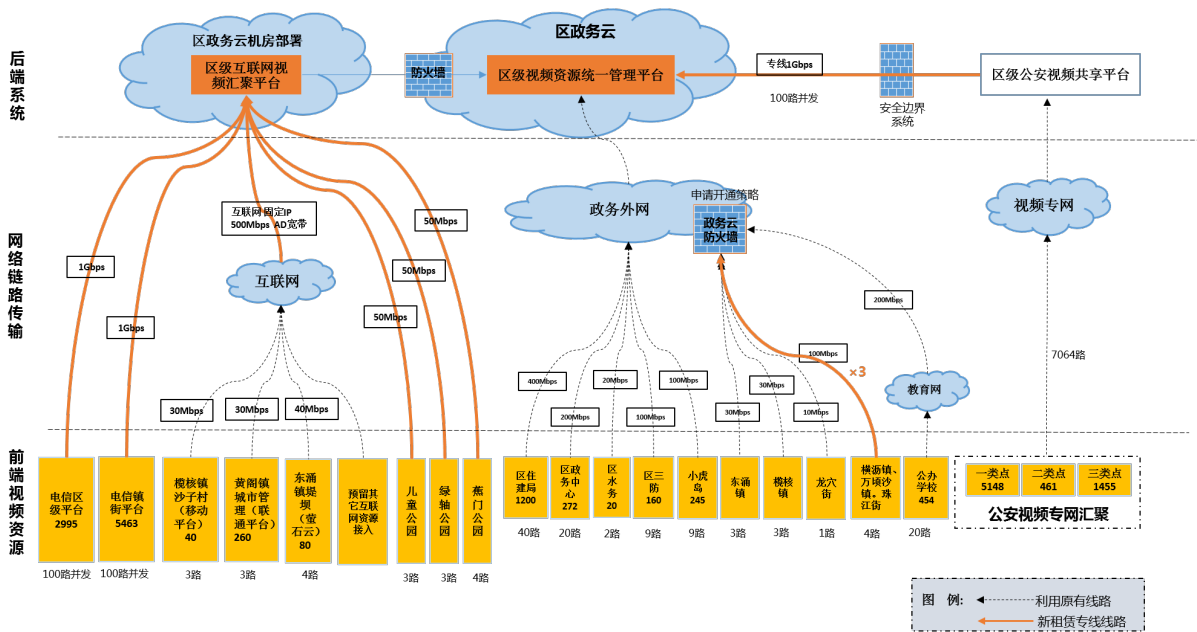 后端系统
区政务云机房部署
区级互联网视
频汇聚平台
防火墙
区政务云
区级视频资源统一管理平台
专线1Gbps
100路并发
安全边界
系统
区级公安视频共享平台
网络链路传输
1Gbps
1Gbps
互联网 固定IP
500Mbps AD宽带
互联网
30Mbps
30Mbps
40Mbps
50Mbps
50Mbps
50Mbps
政务外网
申请开通策略
政务云
防火墙
400Mbps
200Mbps
20Mbps
100Mbps
100Mbps
30Mbps
30Mbps
10Mbps
100Mbps
×3
200Mbps
教育网
视频专网
7064路
前端视频资源
电信区
级平台
2995
100路并发
电信镇
街平台
5463
100路并发
榄核镇
沙子村
（移动
平台）
40
3路
黄阁镇
城市管
理（联
通平台）
260
3路
东涌
镇堤
坝
（萤
石云）
80
4路
预留其
它互联
网资源
接入
儿童公园
3路
绿轴公园
3路
蕉门公园
4路
区住
建局
1200
40路
区政
务中
心
272
20路
区
水务
20
2路
区三
防
160
9路
小虎
岛
245
9路
东涌
镇
3路
榄核
镇
3路
龙穴
街
1路
横沥镇、
万顷沙
镇。珠
江街
4路
公办
学校
454
20路
一类点
5148
二类点
461
三类点
1455
公安视频专网汇聚
图 例:
利用原有线路
新租赁专线线路